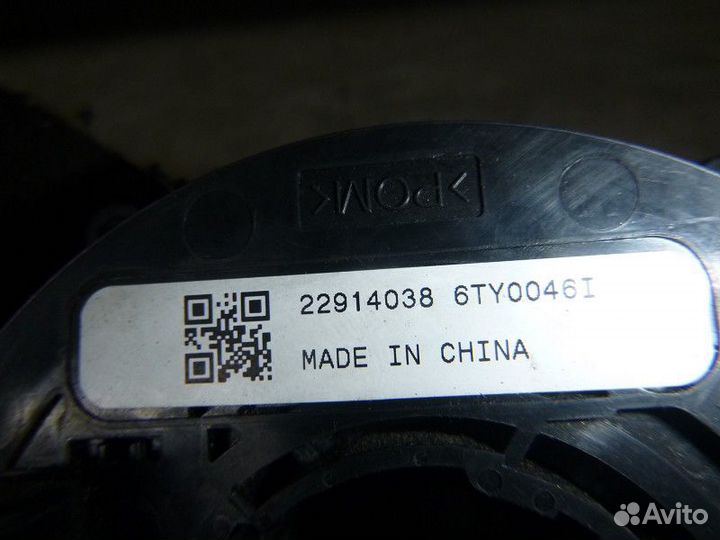 >POM<
22914038 6TY0046I
MADE IN CHINA
Avito